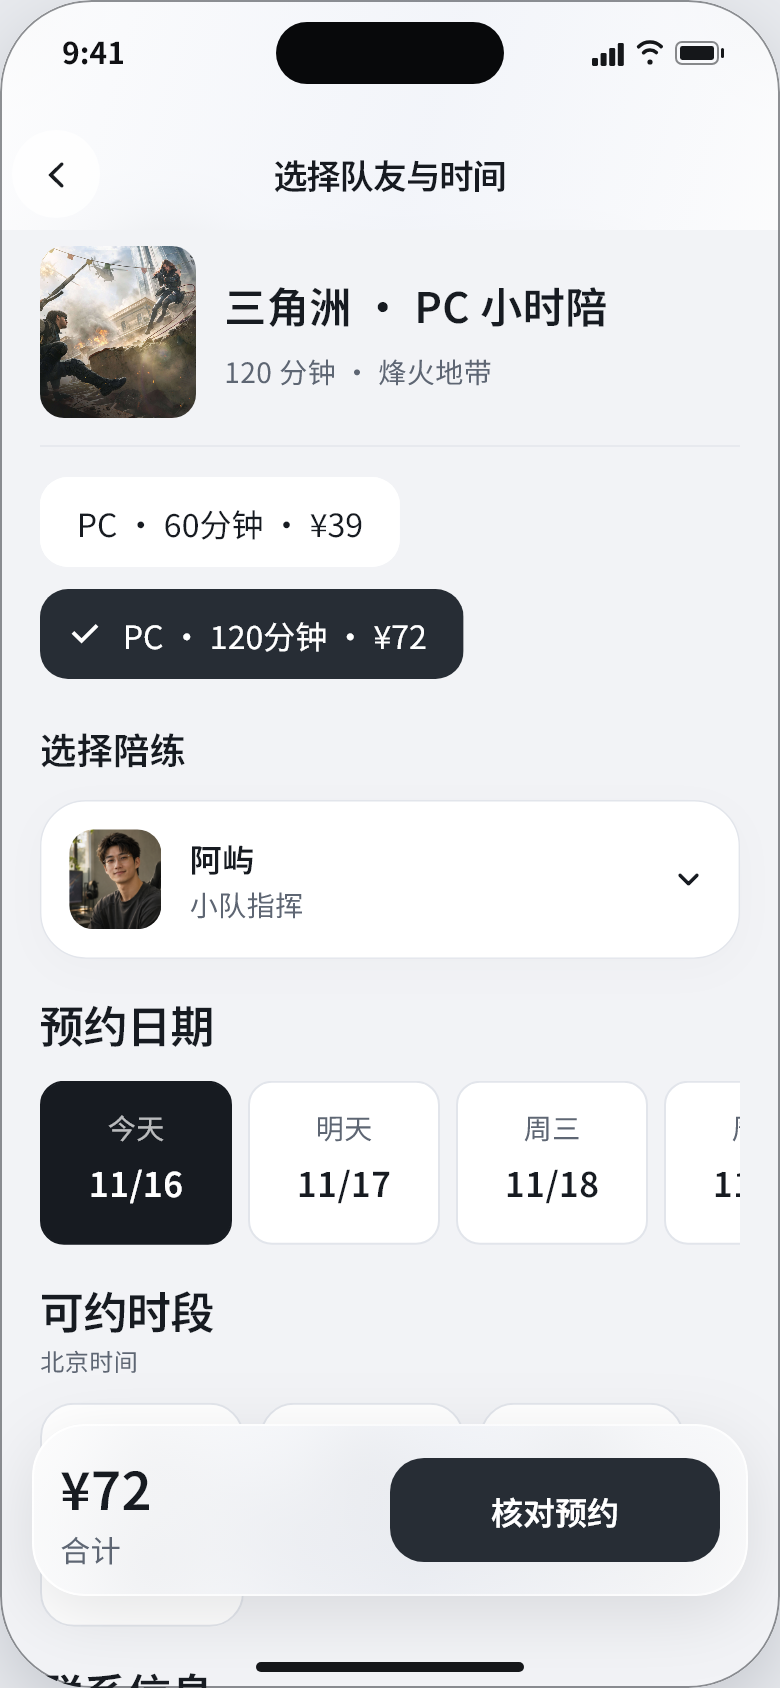 9:41
选择队友与时间
三角洲 · PC 小时陪
120 分钟 · 烽火地带
PC · 60分钟 · ¥39
PC · 120分钟 · ¥72
选择陪练
阿屿
小队指挥
预约日期
今天
11/16
明天
11/17
周三
11/18
可约时段
北京时间
¥72
合计
核对预约
联系信息